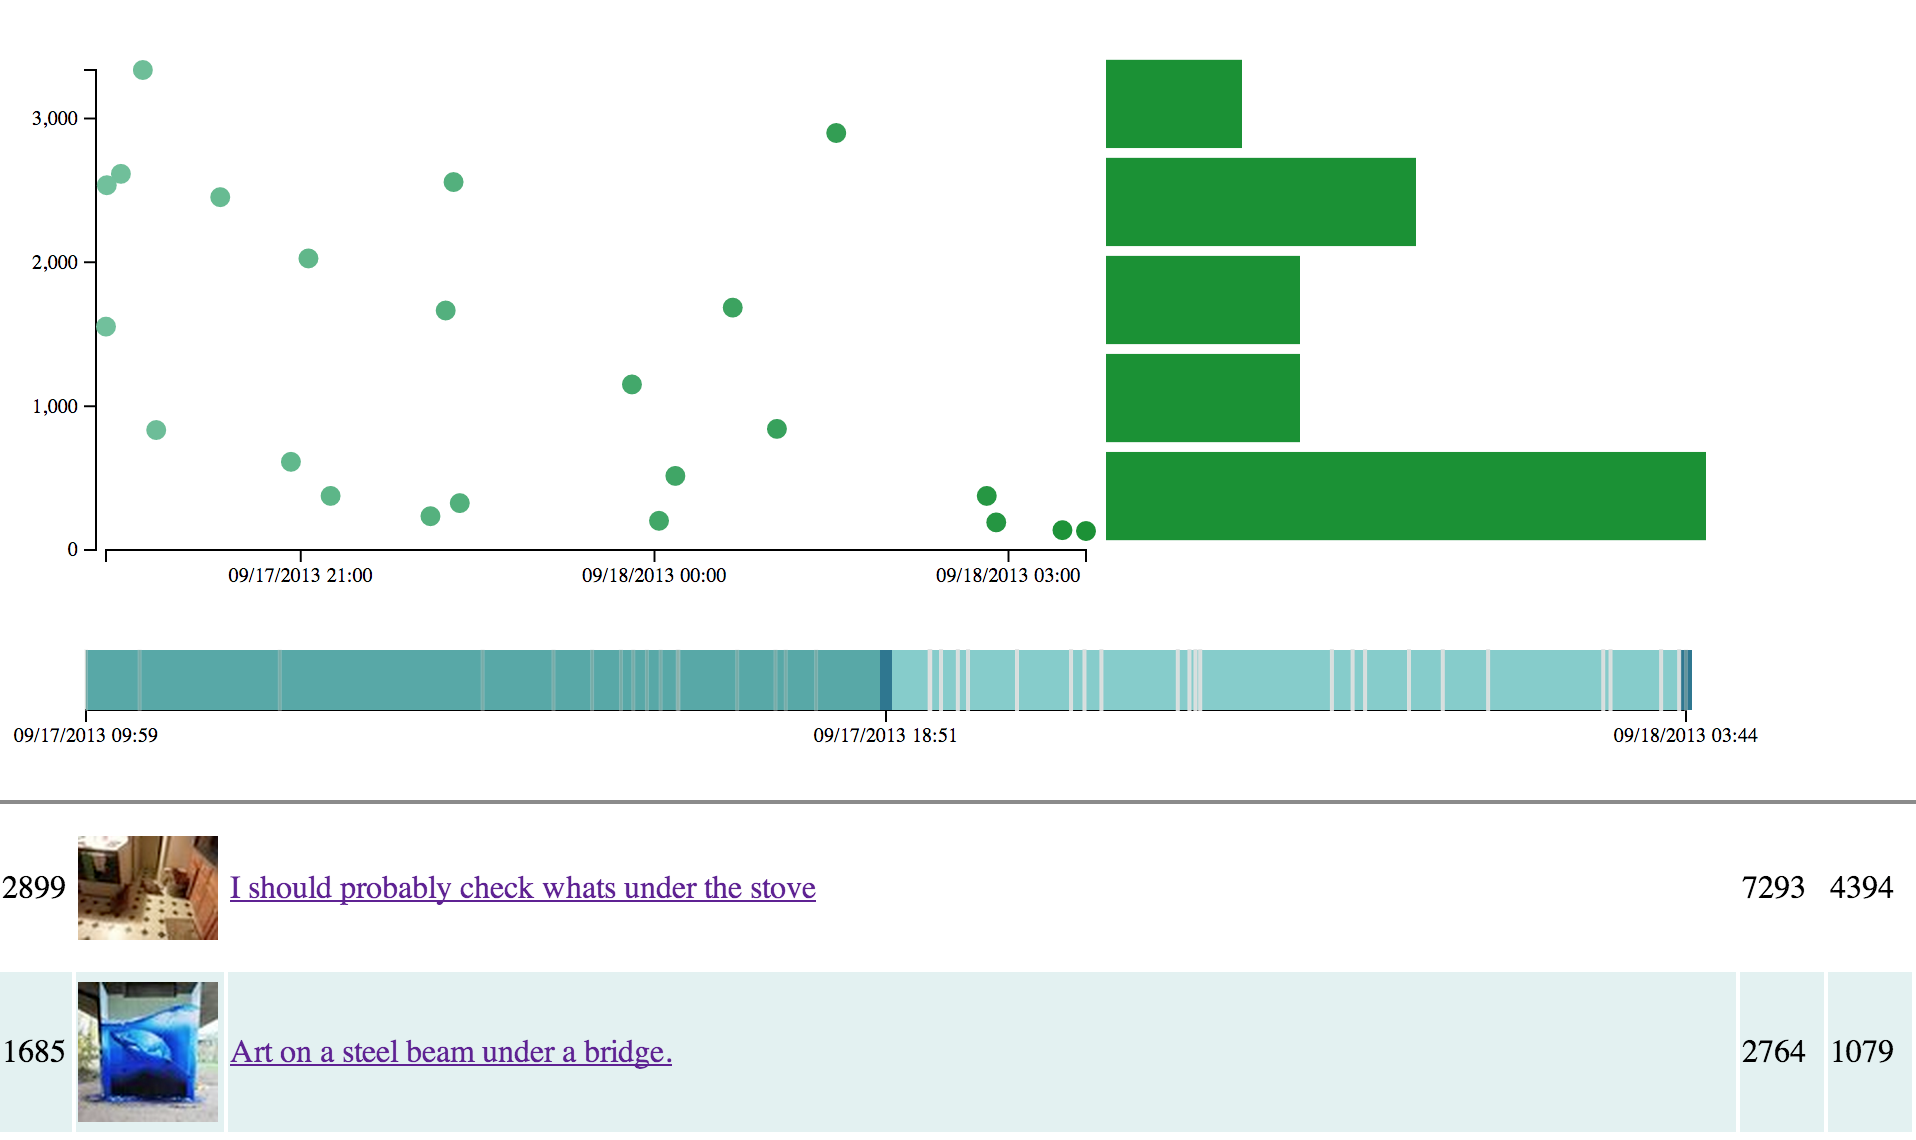 3,000
2,000
1,000
0
09/17/2013 21:00 09/18/2013 00:00 09/18/2013 03:00
09/17/2013 09:59 09/17/2013 18:51 09/18/2013 03:44
2899 I should probably check whats under the stove 7293 4394
1685 Art on a steel beam under a bridge. 2764 1079